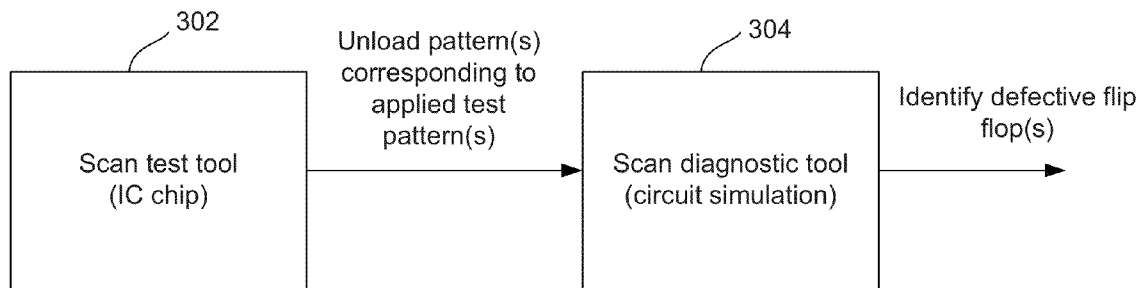 302
Unload pattern(s)
corresponding to
applied test
pattern(s)
304
Identify defective flip
flop(s)
Scan test tool
(IC chip)
Scan diagnostic tool
(circuit simulation)